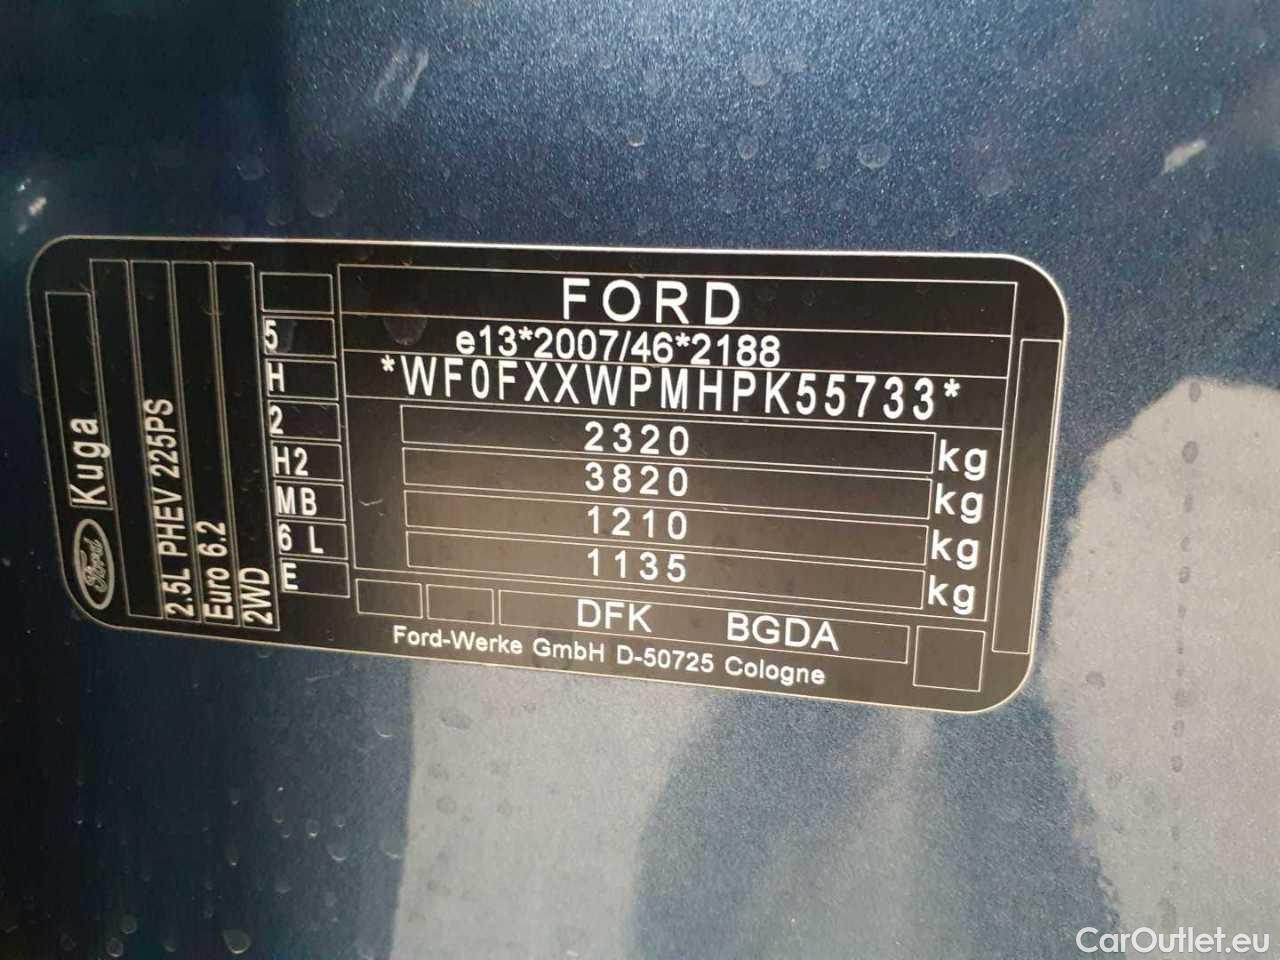 FORD
e13*2007/46*2188
*WF0FXXWPMHPK55733*
2320 kg
3820 kg
1210 kg
1135 kg
DFK BGDA
Ford-Werke GmbH D-50725 Cologne
5
H
2
H2
MB
6 L
E
Ford Kuga
2.5L PHEV 225PS
Euro 6.2
2WD
CarOutlet.eu